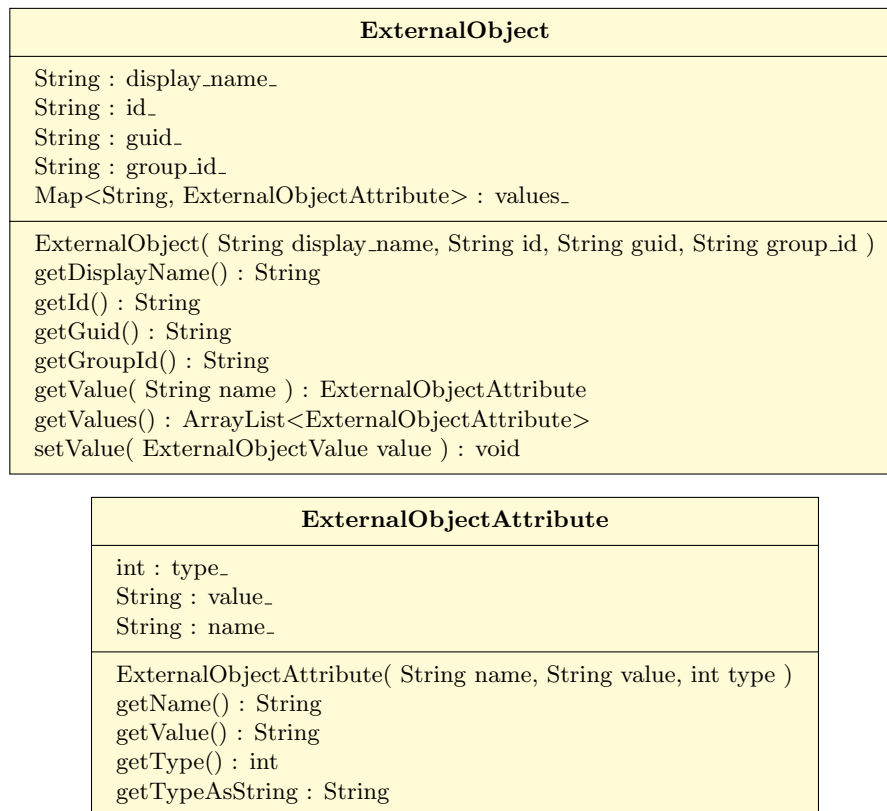 ExternalObject
String : display_name_
String : id_
String : guid_
String : group_id_
Map<String, ExternalObjectAttribute> : values_
ExternalObject( String display_name, String id, String guid, String group_id )
getDisplayName() : String
getId() : String
getGuid() : String
getGroupId() : String
getValue( String name ) : ExternalObjectAttribute
getValues() : ArrayList<ExternalObjectAttribute>
setValue( ExternalObjectValue value ) : void
ExternalObjectAttribute
int : type_
String : value_
String : name_
ExternalObjectAttribute( String name, String value, int type )
getName() : String
getValue() : String
getType() : int
getTypeAsString : String